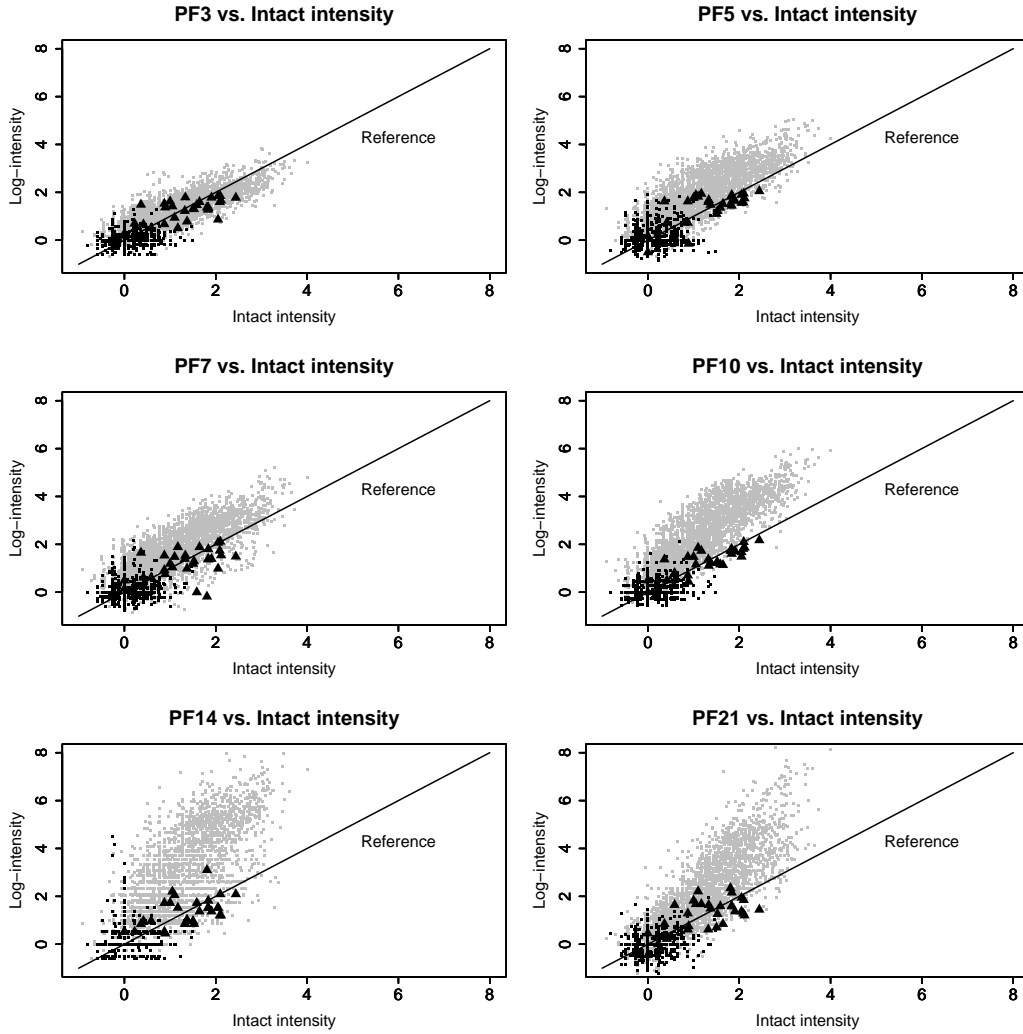 PF3 vs. Intact intensity
Log−intensity
8
6
4
2
0
Reference
0 2 4 6 8
Intact intensity
PF5 vs. Intact intensity
Log−intensity
8
6
4
2
0
Reference
0 2 4 6 8
Intact intensity
PF7 vs. Intact intensity
Log−intensity
8
6
4
2
0
Reference
0 2 4 6 8
Intact intensity
PF10 vs. Intact intensity
Log−intensity
8
6
4
2
0
Reference
0 2 4 6 8
Intact intensity
PF14 vs. Intact intensity
Log−intensity
8
6
4
2
0
Reference
0 2 4 6 8
Intact intensity
PF21 vs. Intact intensity
Log−intensity
8
6
4
2
0
Reference
0 2 4 6 8
Intact intensity